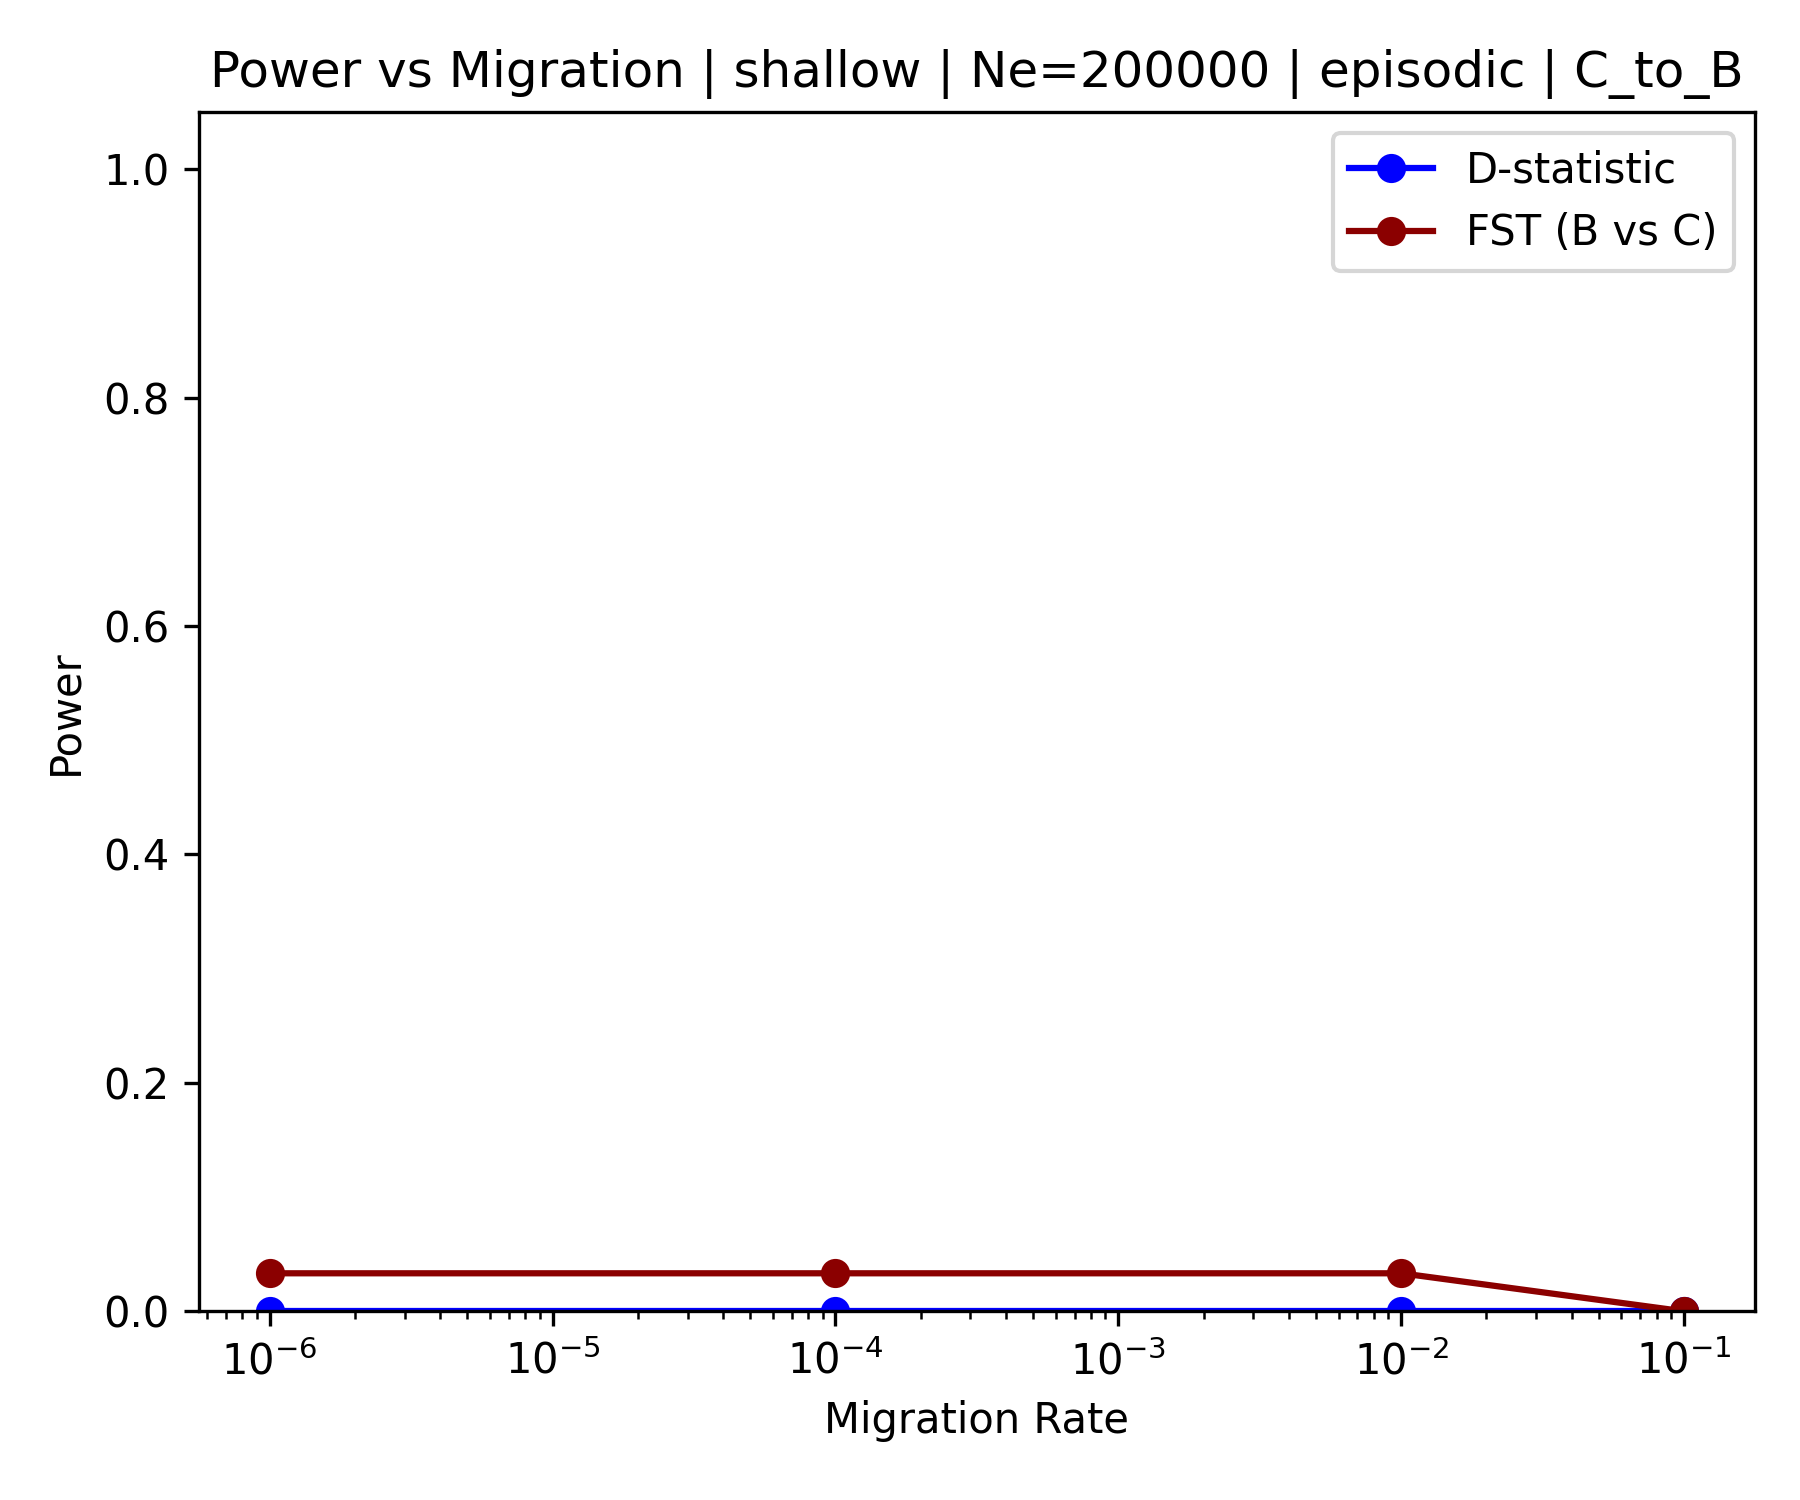 Power vs Migration | shallow | Ne=200000 | episodic | C_to_B
D-statistic
FST (B vs C)
Power
1.0
0.8
0.6
0.4
0.2
0.0
10⁻⁶ 10⁻⁵ 10⁻⁴ 10⁻³ 10⁻² 10⁻¹
Migration Rate